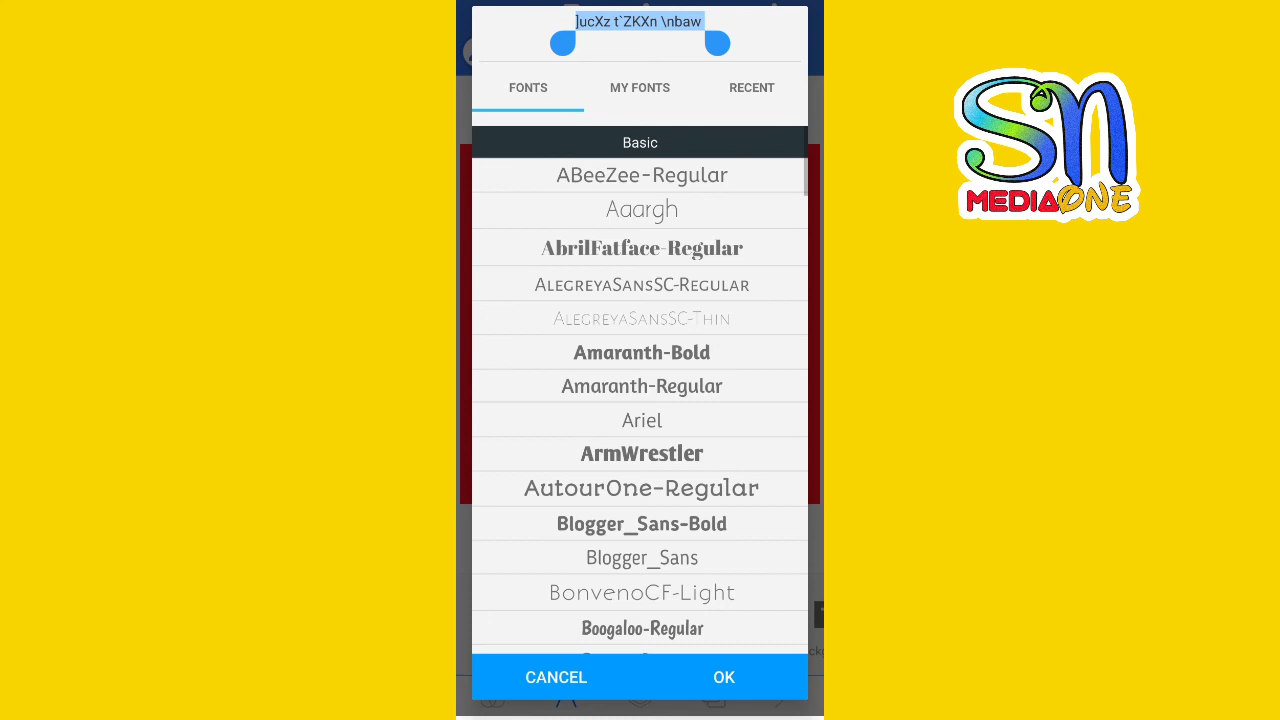 ]ucXz t`ZKXn \nbaw
FONTS
MY FONTS
RECENT
Basic
ABeeZee-Regular
Aaargh
AbrilFatface-Regular
AlegreyaSansSC-Regular
AlegreyaSansSC-Thin
Amaranth-Bold
Amaranth-Regular
Ariel
ArmWrestler
AutourOne-Regular
Blogger_Sans-Bold
Blogger_Sans
BonvenoCF-Light
Boogaloo-Regular
CANCEL
OK
SN
MEDIAONE